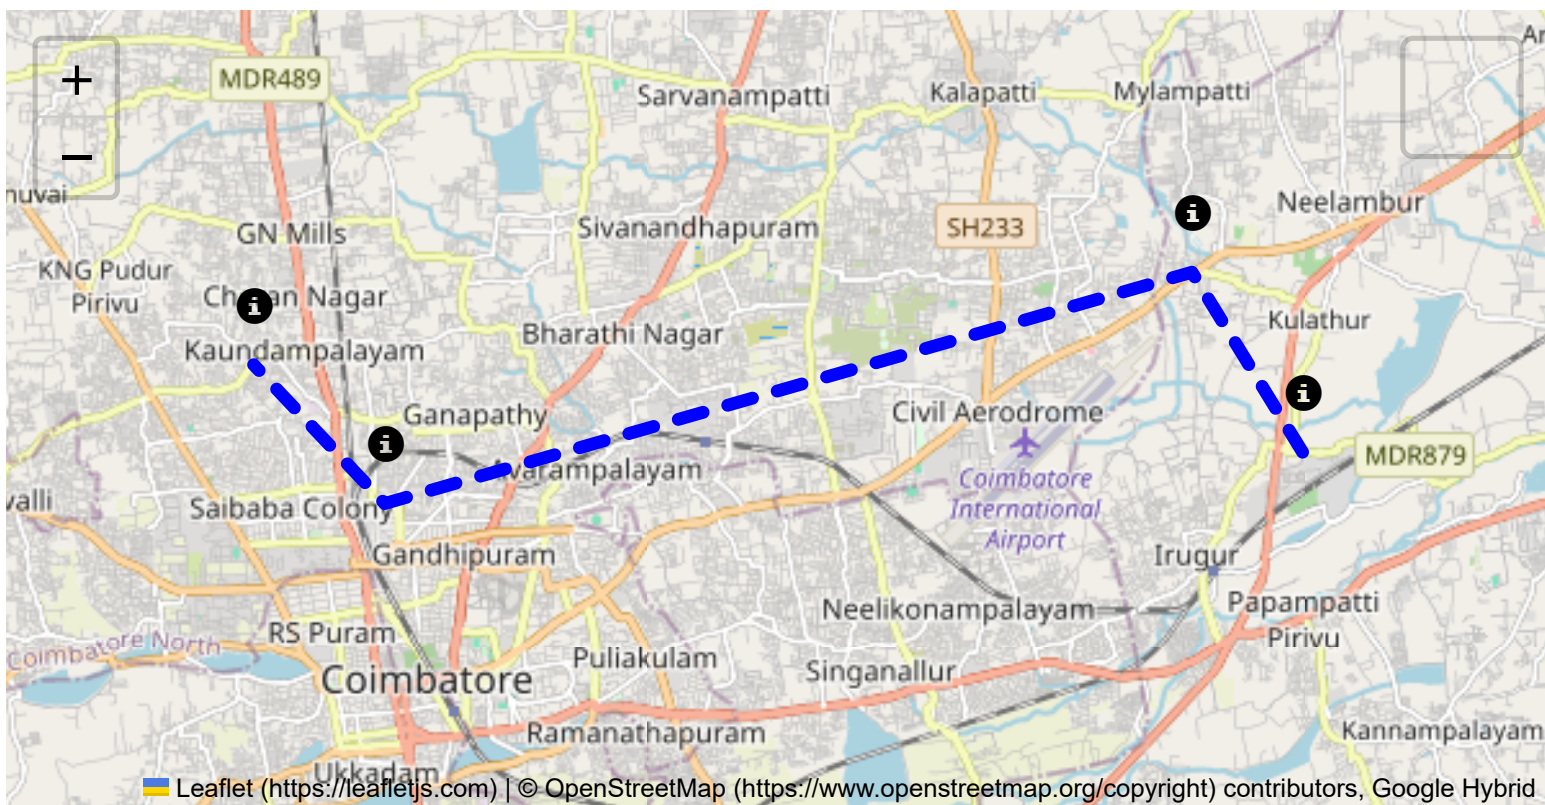 +
MDR489
Sarvanampatti
Kalapatti
Mylampatti
−
nuvai
GN Mills
Sivanandhapuram
SH233
Neelambur
KNG Pudur
Pirivu
Kaundampalayam
Bharathi Nagar
Kulathur
Ganapathy
Civil Aerodrome
MDR879
Avarampalayam
Coimbatore
International
Airport
valli
Saibaba Colony
Gandhipuram
Irugur
Neelikonampalayam
Papampatti
Pirivu
RS Puram
Coimbatore North
Puliakulam
Singanallur
Coimbatore
Ramanathapuram
Kannampalayam
Ukkadam
Leaflet (https://leafletjs.com) | © OpenStreetMap (https://www.openstreetmap.org/copyright) contributors, Google Hybrid